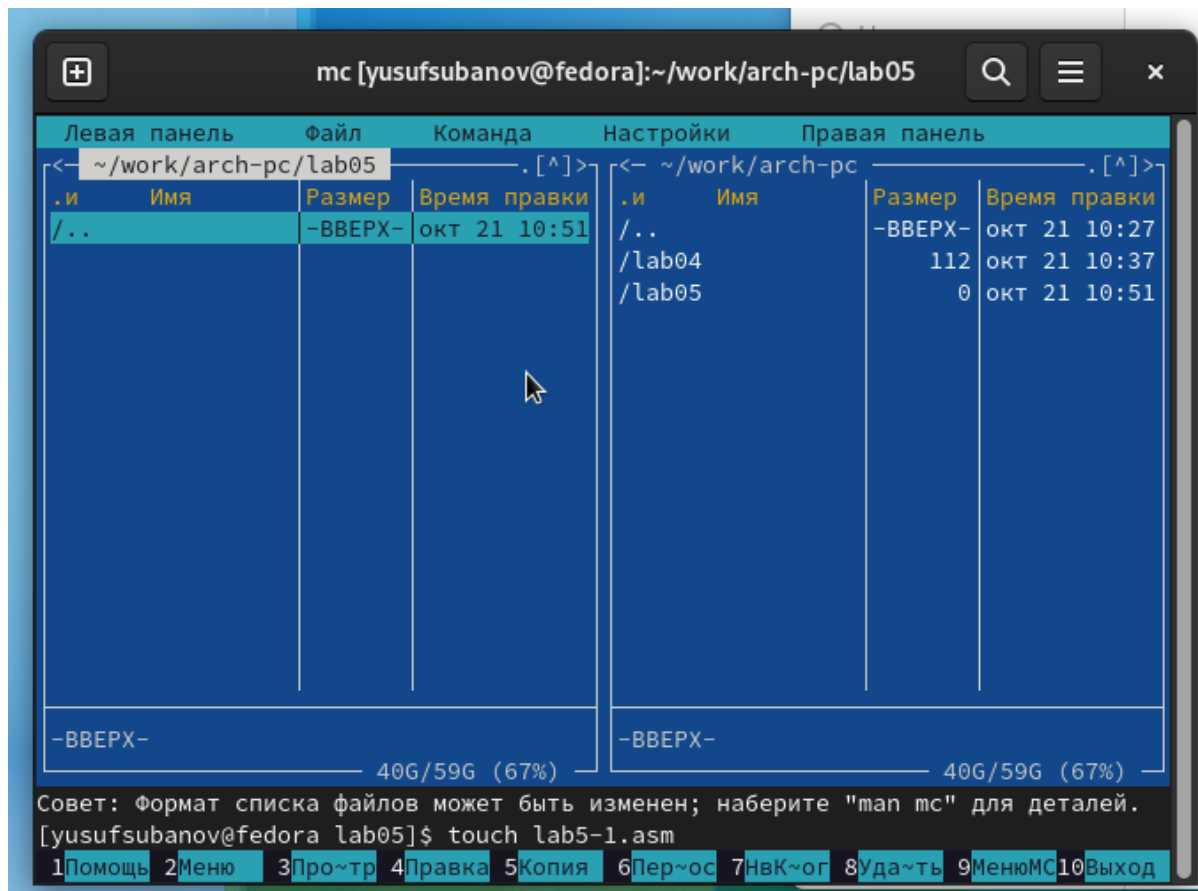 mc [yusufsubanov@fedora]:~/work/arch-pc/lab05
Левая панель Файл Команда Настройки Правая панель
<─ ~/work/arch-pc/lab05 .[^]> <─ ~/work/arch-pc .[^]>
.и Имя Размер Время правки .и Имя Размер Время правки
/.. -ВВЕРХ- окт 21 10:51 /.. -ВВЕРХ- окт 21 10:27
/lab04 112 окт 21 10:37
/lab05 0 окт 21 10:51
-ВВЕРХ- -ВВЕРХ-
40G/59G (67%) 40G/59G (67%)
Совет: Формат списка файлов может быть изменен; наберите "man mc" для деталей.
[yusufsubanov@fedora lab05]$ touch lab5-1.asm
1Помощь 2Меню 3Про~тр 4Правка 5Копия 6Пер~ос 7НвК~ог 8Уда~ть 9МенюМС10Выход